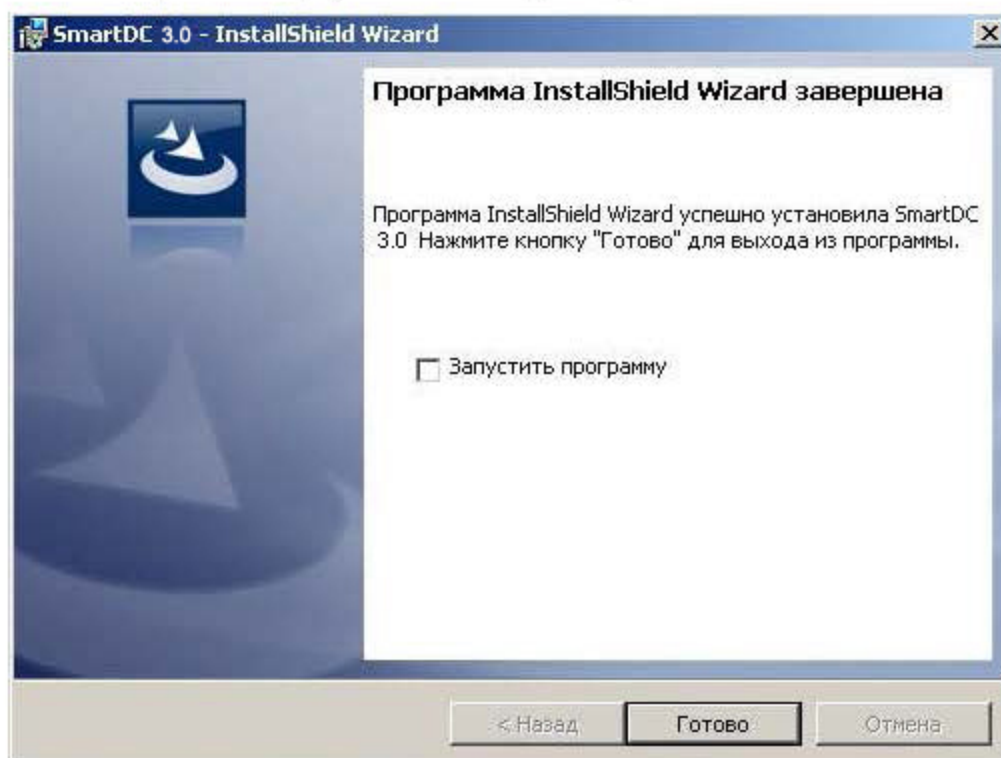 SmartDC 3.0 - InstallShield Wizard
Программа InstallShield Wizard завершена
Программа InstallShield Wizard успешно установила SmartDC
3.0 Нажмите кнопку "Готово" для выхода из программы.
Запустить программу
< Назад
Готово
Отмена